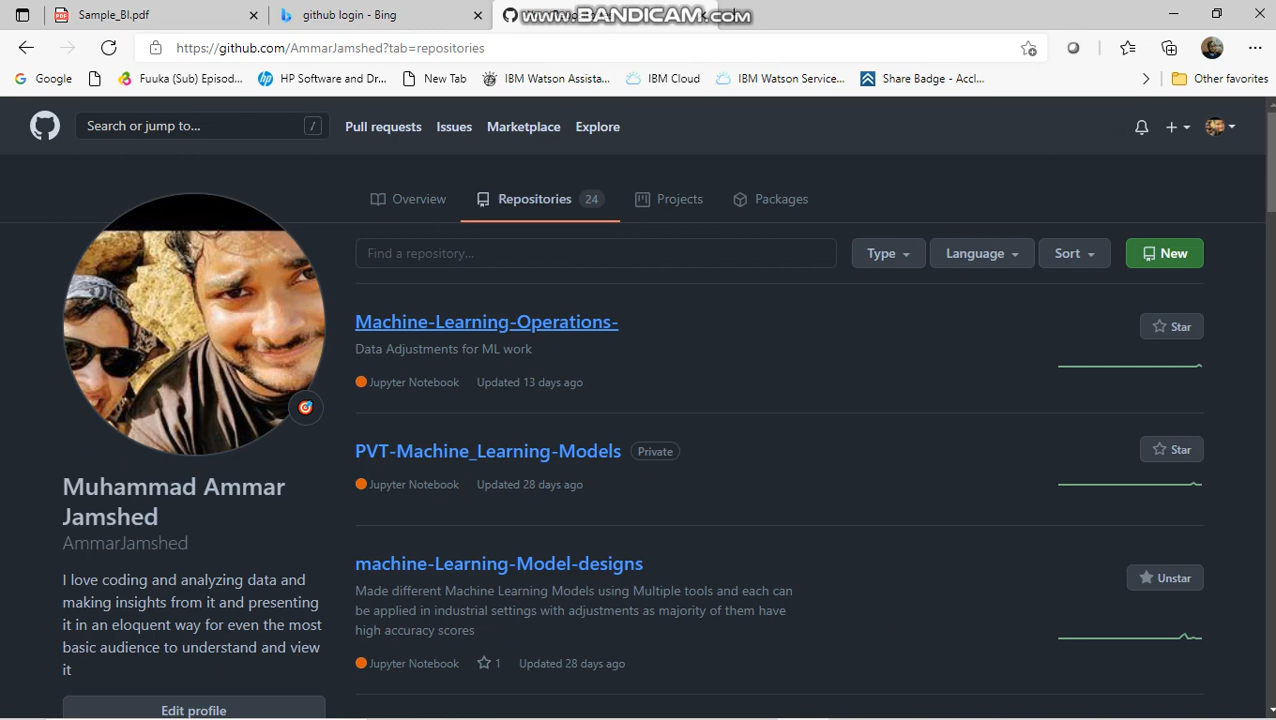 Sample_BI.pdf
github login - Bing
www.BANDICAM.com
https://github.com/AmmarJamshed?tab=repositories
Google
Fuuka (Sub) Episod...
HP Software and Dr...
New Tab
IBM Watson Assista...
IBM Cloud
IBM Watson Service...
Share Badge - Accl...
Other favorites
Search or jump to...
/
Pull requests
Issues
Marketplace
Explore
Overview
Repositories 24
Projects
Packages
Find a repository...
Type
Language
Sort
New
Machine-Learning-Operations-
Star
Data Adjustments for ML work
Jupyter Notebook Updated 13 days ago
PVT-Machine_Learning-Models Private
Star
Jupyter Notebook Updated 28 days ago
machine-Learning-Model-designs
Unstar
Made different Machine Learning Models using Multiple tools and each can
be applied in industrial settings with adjustments as majority of them have
high accuracy scores
Jupyter Notebook 1 Updated 28 days ago
Muhammad Ammar
Jamshed
AmmarJamshed
I love coding and analyzing data and
making insights from it and presenting
it in an eloquent way for even the most
basic audience to understand and view
it
Edit profile